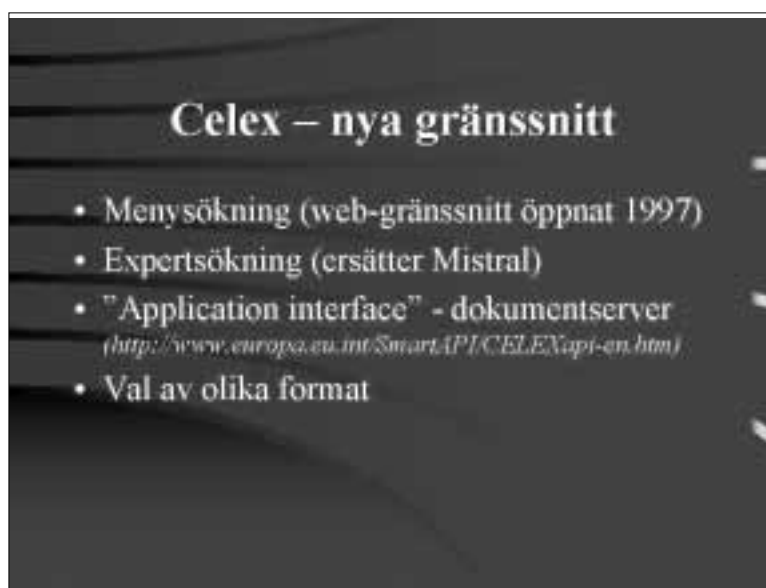 Celex – nya gränssnitt
• Menysökning (web-gränssnitt öppnat 1997)
• Expertsökning (ersätter Mistral)
• ”Application interface” - dokumentserver
(http://www.europa.eu.int/SmartAPI/CELEXapi-en.htm)
• Val av olika format